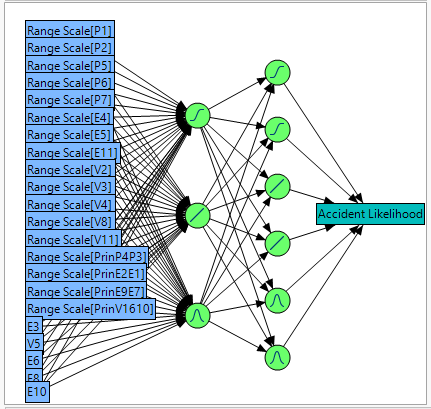 Range Scale[P1]
Range Scale[P2]
Range Scale[P5]
Range Scale[P6]
Range Scale[P7]
Range Scale[E4]
Range Scale[E5]
Range Scale[E11]
Range Scale[V2]
Range Scale[V3]
Range Scale[V4]
Range Scale[V8]
Range Scale[V11]
Range Scale[PrinP4P3]
Range Scale[PrinE2E1]
Range Scale[PrinE9E7]
Range Scale[PrinV1610]
E3
V5
E6
E8
E10
Accident Likelihood